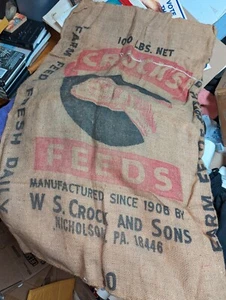 100 LBS. NET
CROCKS
FEEDS
MANUFACTURED SINCE 1908 BY
W. S. CROCK AND SONS
NICHOLSON, PA. 18446
FARM FEED FRESH DAILY
FARM